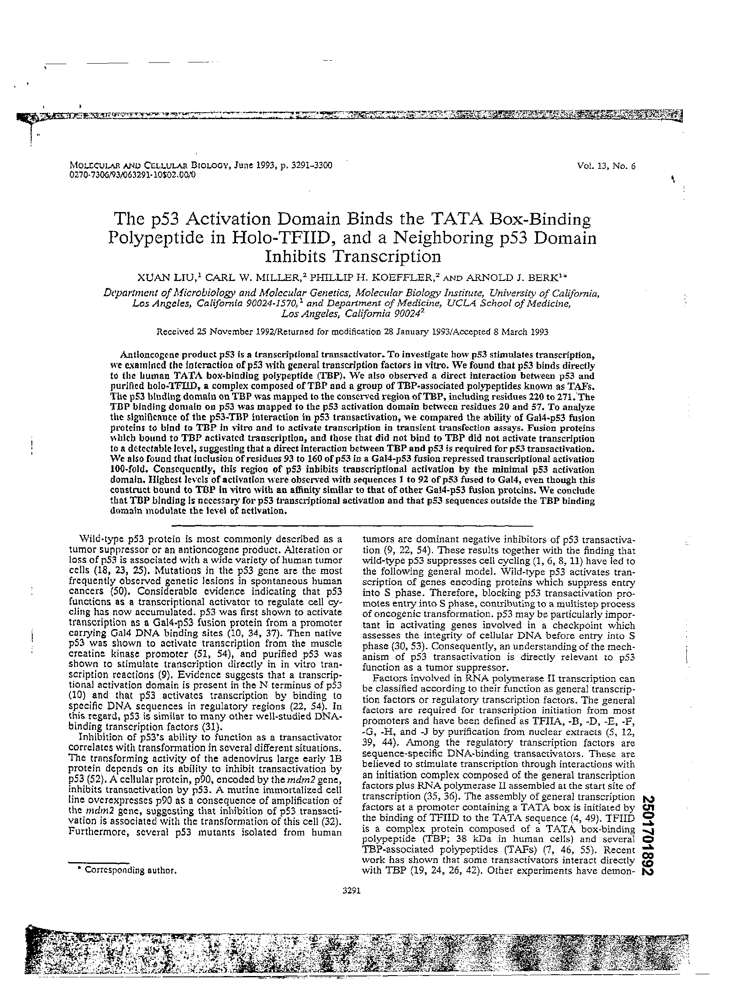 MOLECULAR AND CELLULAR BIOLOGY, June 1993, p. 3291-3300
0270-7306/93/063291-10$02.00/0
Vol. 13, No. 6
The p53 Activation Domain Binds the TATA Box-Binding
Polypeptide in Holo-TFIID, and a Neighboring p53 Domain
Inhibits Transcription
XUAN LIU,¹ CARL W. MILLER,² PHILLIP H. KOEFFLER,² AND ARNOLD J. BERK¹*
Department of Microbiology and Molecular Genetics, Molecular Biology Institute, University of California,
Los Angeles, California 90024-1570,¹ and Department of Medicine, UCLA School of Medicine,
Los Angeles, California 90024²
Received 25 November 1992/Returned for modification 28 January 1993/Accepted 8 March 1993
Antioncogene product p53 is a transcriptional transactivator. To investigate how p53 stimulates transcription,
we examined the interaction of p53 with general transcription factors in vitro. We found that p53 binds directly
to the human TATA box-binding polypeptide (TBP). We also observed a direct interaction between p53 and
purified holo-TFIID, a complex composed of TBP and a group of TBP-associated polypeptides known as TAFs.
The p53 binding domain on TBP was mapped to the conserved region of TBP, including residues 220 to 271. The
TBP binding domain on p53 was mapped to the p53 activation domain between residues 20 and 57. To analyze
the significance of the p53-TBP interaction in p53 transactivation, we compared the ability of Gal4-p53 fusion
proteins to bind to TBP in vitro and to activate transcription in transient transfection assays. Fusion proteins
which bound to TBP activated transcription, and those that did not bind to TBP did not activate transcription
to a detectable level, suggesting that a direct interaction between TBP and p53 is required for p53 transactivation.
We also found that inclusion of residues 93 to 160 of p53 in a Gal4-p53 fusion repressed transcriptional activation
100-fold. Consequently, this region of p53 inhibits transcriptional activation by the minimal p53 activation
domain. Highest levels of activation were observed with sequences 1 to 92 of p53 fused to Gal4, even though this
construct bound to TBP in vitro with an affinity similar to that of other Gal4-p53 fusion proteins. We conclude
that TBP binding is necessary for p53 transcriptional activation and that p53 sequences outside the TBP binding
domain modulate the level of activation.
Wild-type p53 protein is most commonly described as a
tumor suppressor or an antioncogene product. Alteration or
loss of p53 is associated with a wide variety of human tumor
cells (18, 23, 25). Mutations in the p53 gene are the most
frequently observed genetic lesions in spontaneous human
cancers (50). Considerable evidence indicating that p53
functions as a transcriptional activator to regulate cell cy-
cling has now accumulated. p53 was first shown to activate
transcription as a Gal4-p53 fusion protein from a promoter
carrying Gal4 DNA binding sites (10, 34, 37). Then native
p53 was shown to activate transcription from the muscle
creatine kinase promoter (51, 54), and purified p53 was
shown to stimulate transcription directly in in vitro tran-
scription reactions (9). Evidence suggests that a transcrip-
tional activation domain is present in the N terminus of p53
(10) and that p53 activates transcription by binding to
specific DNA sequences in regulatory regions (22, 54). In
this regard, p53 is similar to many other well-studied DNA-
binding transcription factors (31).
Inhibition of p53's ability to function as a transactivator
correlates with transformation in several different situations.
The transforming activity of the adenovirus large early 1B
protein depends on its ability to inhibit transactivation by
p53 (52). A cellular protein, p90, encoded by the mdm2 gene,
inhibits transactivation by p53. A murine immortalized cell
line overexpresses p90 as a consequence of amplification of
the mdm2 gene, suggesting that inhibition of p53 transacti-
vation is associated with the transformation of this cell (32).
Furthermore, several p53 mutants isolated from human
* Corresponding author.
tumors are dominant negative inhibitors of p53 transactiva-
tion (9, 22, 54). These results together with the finding that
wild-type p53 suppresses cell cycling (1, 6, 8, 11) have led to
the following general model. Wild-type p53 activates tran-
scription of genes encoding proteins which suppress entry
into S phase. Therefore, blocking p53 transactivation pro-
motes entry into S phase, contributing to a multistep process
of oncogenic transformation. p53 may be particularly impor-
tant in activating genes involved in a checkpoint which
assesses the integrity of cellular DNA before entry into S
phase (30, 53). Consequently, an understanding of the mech-
anism of p53 transactivation is directly relevant to p53
function as a tumor suppressor.
Factors involved in RNA polymerase II transcription can
be classified according to their function as general transcrip-
tion factors or regulatory transcription factors. The general
factors are required for transcription initiation from most
promoters and have been defined as TFIIA, -B, -D, -E, -F,
-G, -H, and -J by purification from nuclear extracts (5, 12,
39, 44). Among the regulatory transcription factors are
sequence-specific DNA-binding transactivators. These are
believed to stimulate transcription through interactions with
an initiation complex composed of the general transcription
factors plus RNA polymerase II assembled at the start site of
transcription (35, 36). The assembly of general transcription
factors at a promoter containing a TATA box is initiated by
the binding of TFIID to the TATA sequence (4, 49). TFIID
is a complex protein composed of a TATA box-binding
polypeptide (TBP; 38 kDa in human cells) and several
TBP-associated polypeptides (TAFs) (7, 46, 55). Recent
work has shown that some transactivators interact directly
with TBP (19, 24, 26, 42). Other experiments have demon-
3291
2501701892